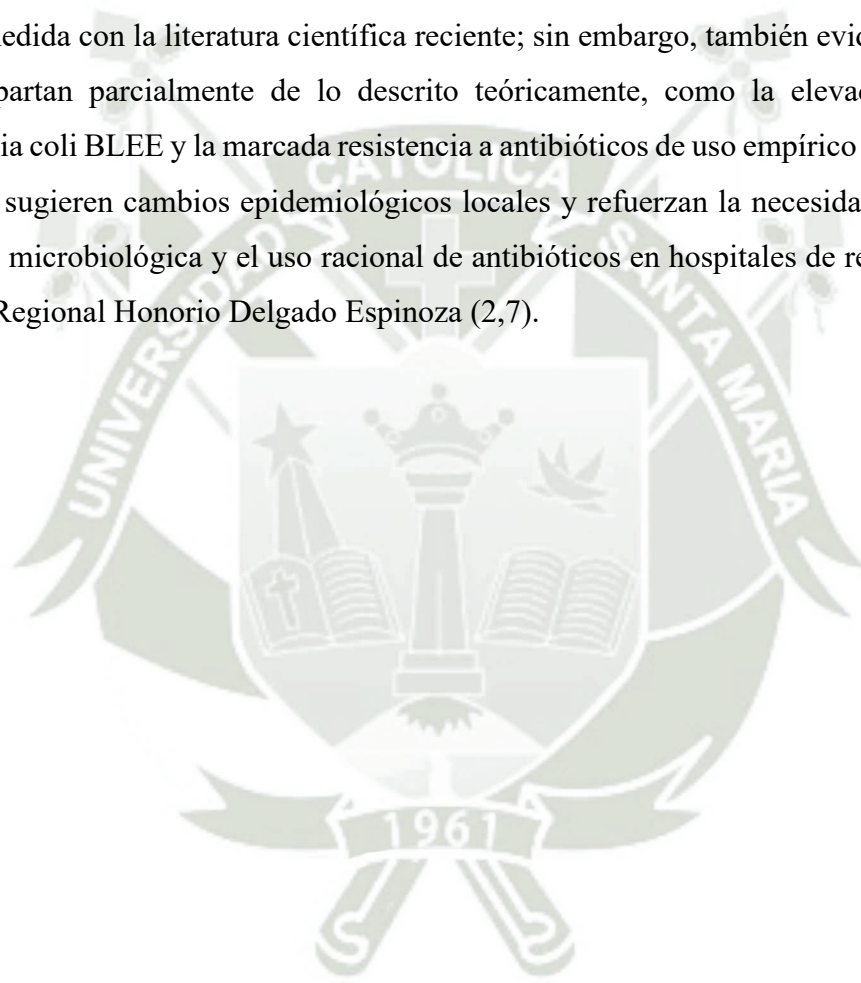 edida con la literatura científica reciente; sin embargo, también evid
partan parcialmente de lo descrito teóricamente, como la eleva
ia coli BLEE y la marcada resistencia a antibióticos de uso empírico
sugieren cambios epidemiológicos locales y refuerzan la necesida
microbiológica y el uso racional de antibióticos en hospitales de re
Regional Honorio Delgado Espinoza (2,7).
UNIVERSIDAD CATOLICA SANTA MARIA
1961